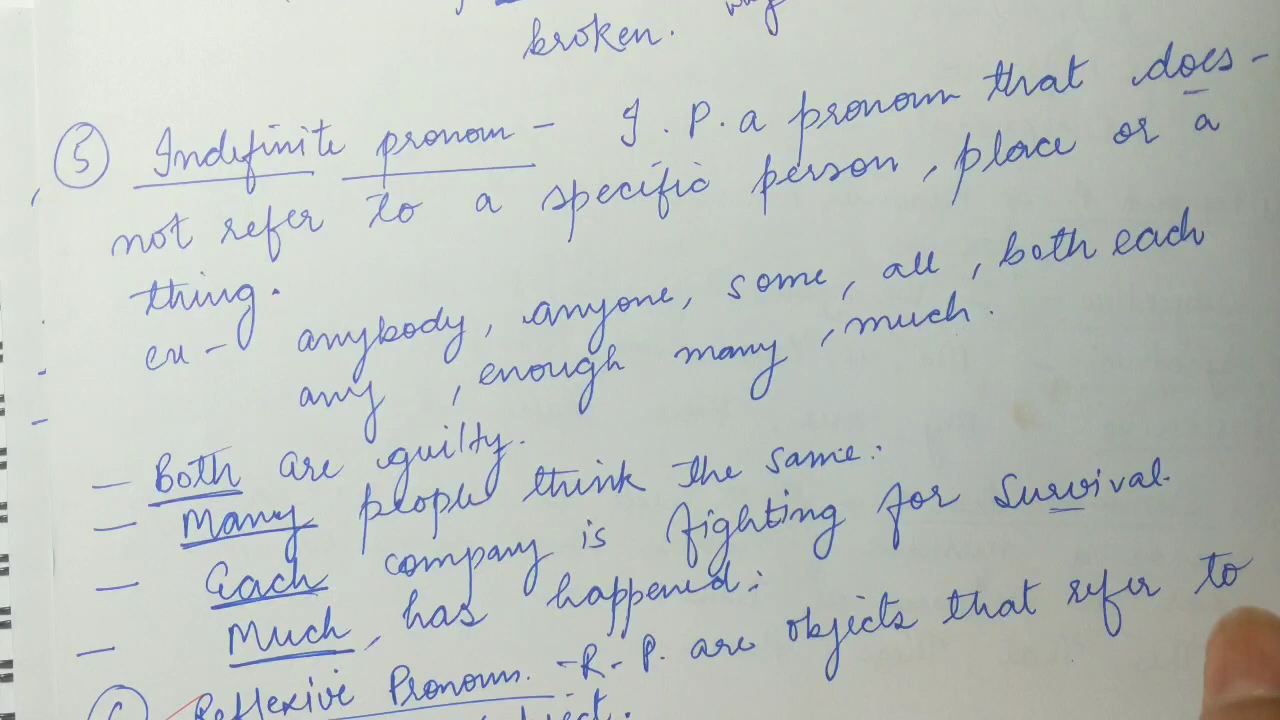 broken.
⑤ Indefinite pronoun - I. P. a pronoun that does-
not refer to a specific person, place or a
thing.
ex - anybody, anyone, some, all, both each
any, enough many, much.
- Both are guilty.
- Many people think the same.
- Each company is fighting for Survival.
- Much, has happened.
Reflexive Pronoun. - R. P. are objects that refer to